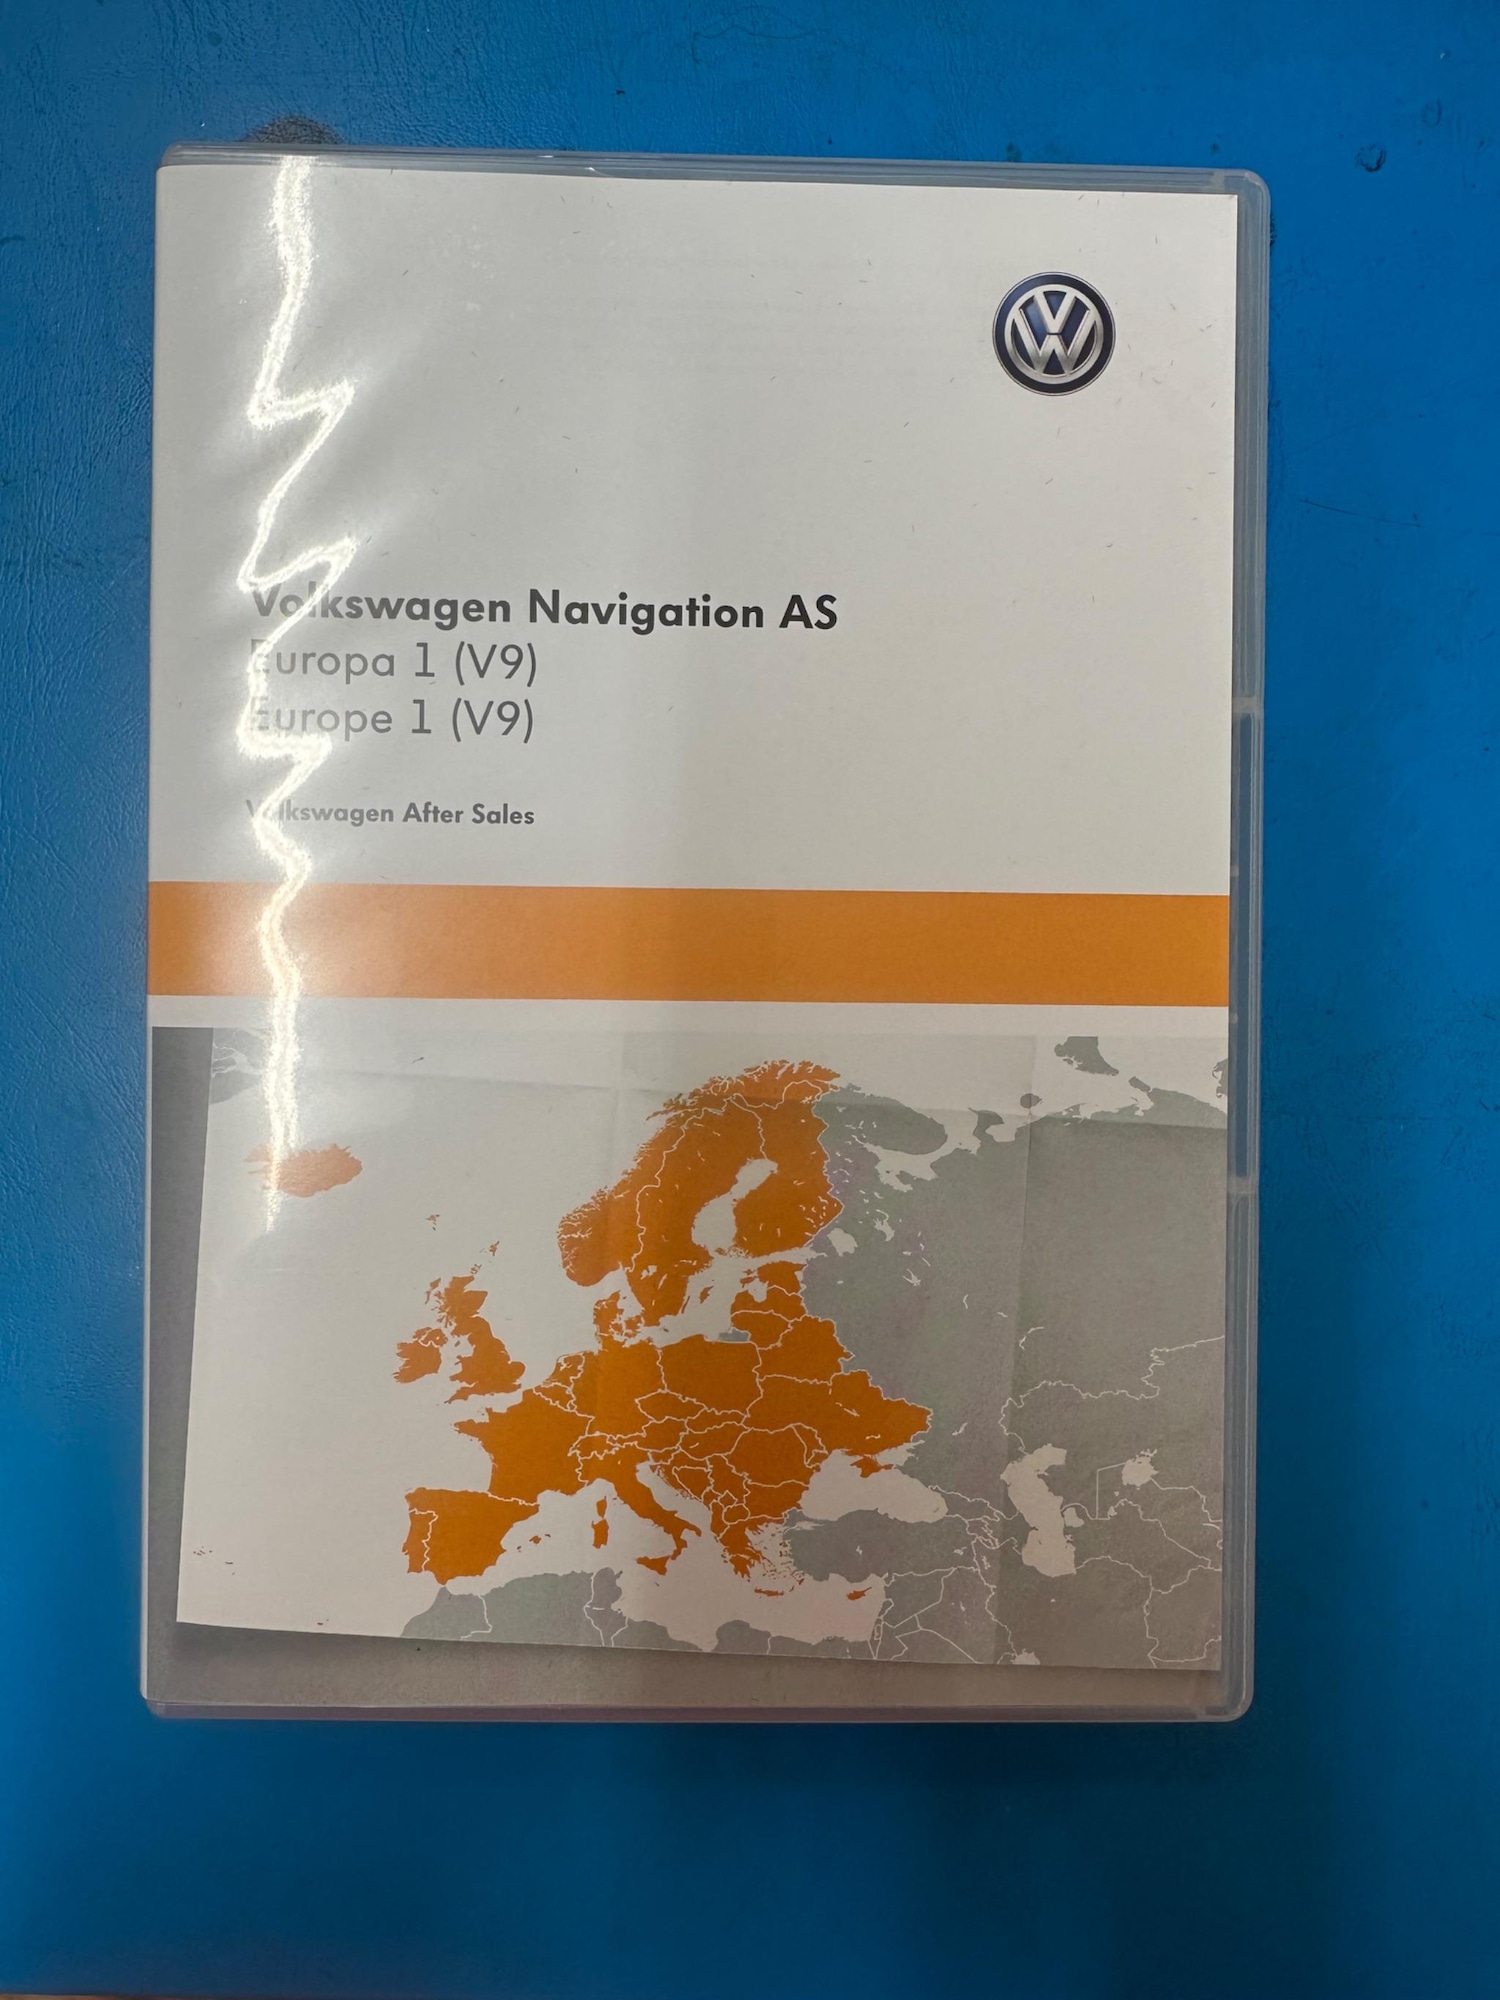 Volkswagen Navigation AS
Europa 1 (V9)
Europe 1 (V9)
Volkswagen After Sales